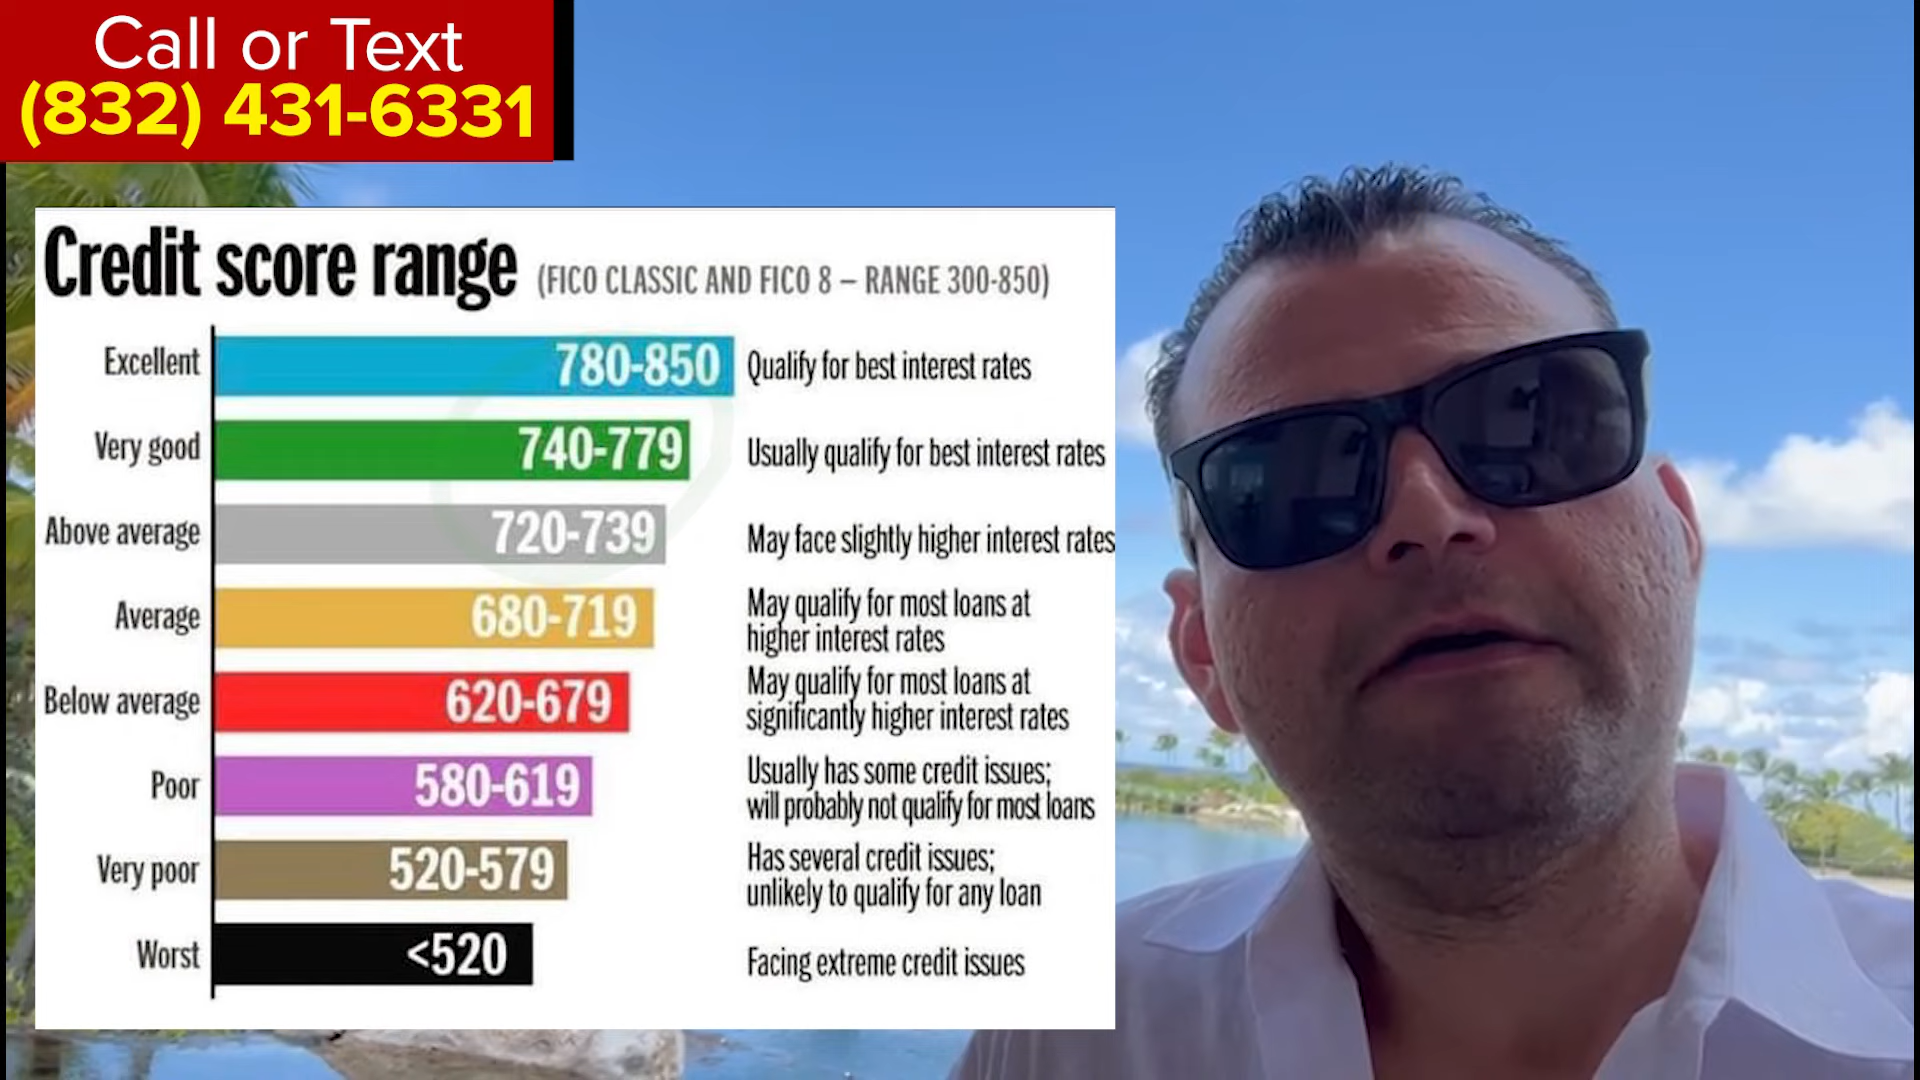 Call or Text
(832) 431-6331
Credit score range (FICO CLASSIC AND FICO 8 – RANGE 300-850)
Excellent 780-850 Qualify for best interest rates
Very good 740-779 Usually qualify for best interest rates
Above average 720-739 May face slightly higher interest rates
Average 680-719 May qualify for most loans at
higher interest rates
Below average 620-679 May qualify for most loans at
significantly higher interest rates
Poor 580-619 Usually has some credit issues;
will probably not qualify for most loans
Very poor 520-579 Has several credit issues;
unlikely to qualify for any loan
Worst <520 Facing extreme credit issues